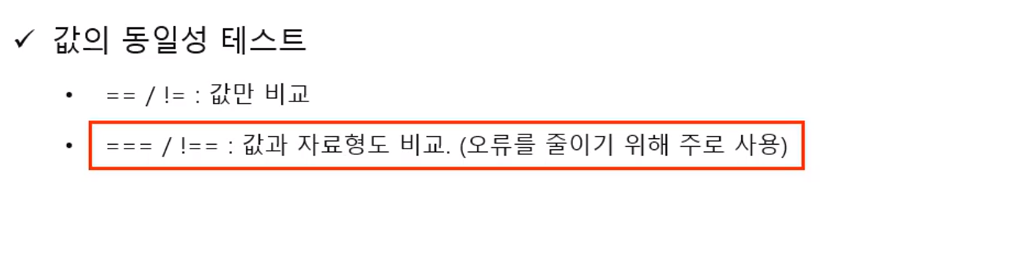 ✓ 값의 동일성 테스트
• == / != : 값만 비교
• === / !== : 값과 자료형도 비교. (오류를 줄이기 위해 주로 사용)